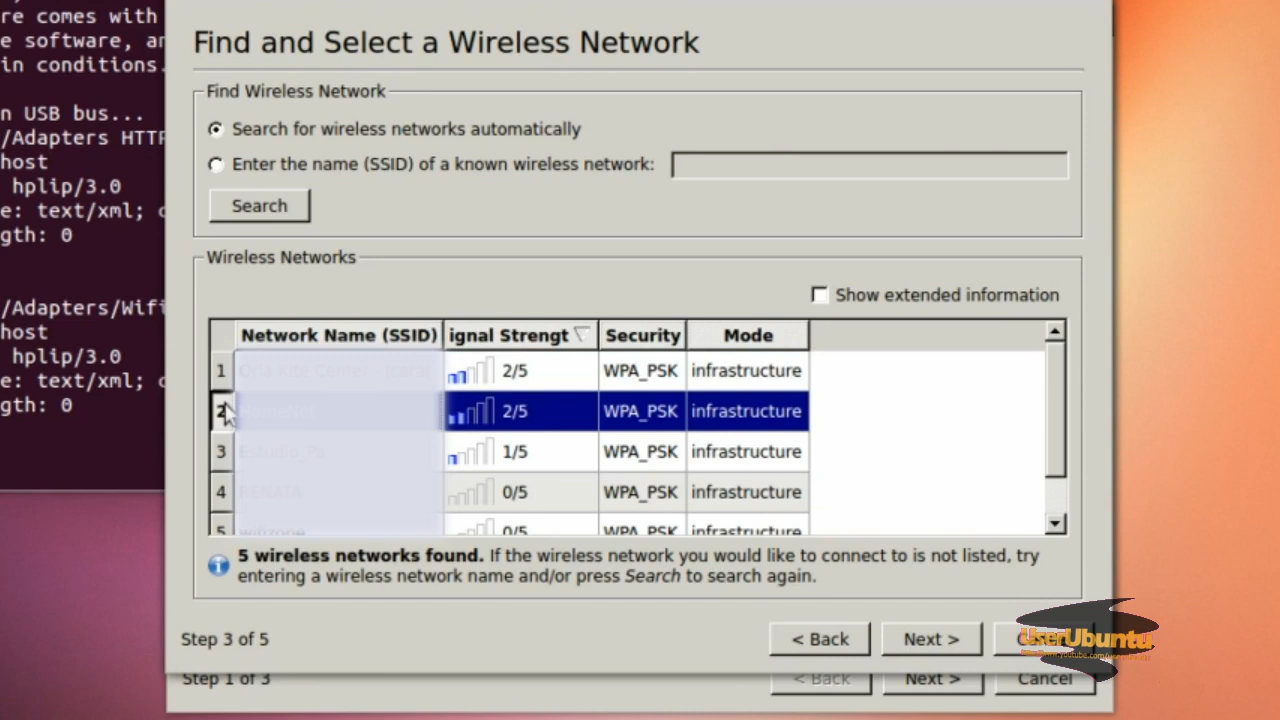 re comes with
e software, an
in conditions.
n USB bus...
/Adapters HTTP
host
hplip/3.0
e: text/xml; c
gth: 0
/Adapters/Wifi
host
hplip/3.0
e: text/xml; c
gth: 0
Find and Select a Wireless Network
Find Wireless Network
Search for wireless networks automatically
Enter the name (SSID) of a known wireless network:
Search
Wireless Networks
Show extended information
Network Name (SSID) ignal Strengt Security Mode
1 2/5 WPA_PSK infrastructure
2 2/5 WPA_PSK infrastructure
3 1/5 WPA_PSK infrastructure
4 RENATA 0/5 WPA_PSK infrastructure
5 0/5 WPA_PSK infrastructure
5 wireless networks found. If the wireless network you would like to connect to is not listed, try
entering a wireless network name and/or press Search to search again.
Step 3 of 5 < Back Next >
UserUbuntu
Step 1 of 3 < Back Next > Cancel